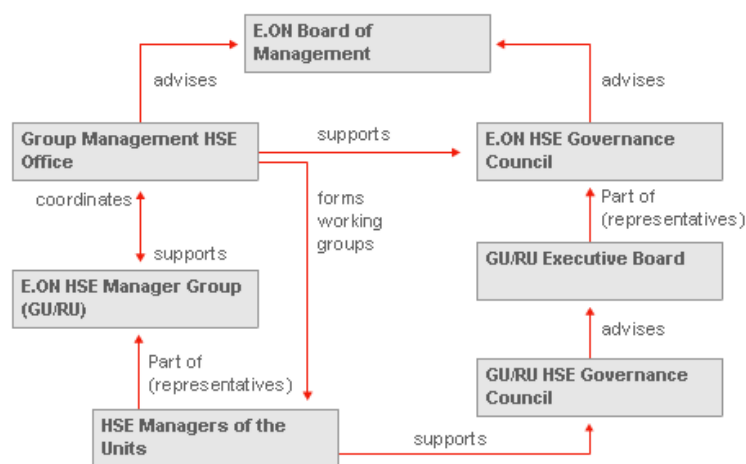 E.ON Board of
Management
advises
advises
Group Management HSE
Office
supports
E.ON HSE Governance
Council
coordinates
forms
working
groups
Part of
(representatives)
supports
GU/RU Executive Board
E.ON HSE Manager Group
(GU/RU)
advises
Part of
(representatives)
GU/RU HSE Governance
Council
HSE Managers of the
Units
supports